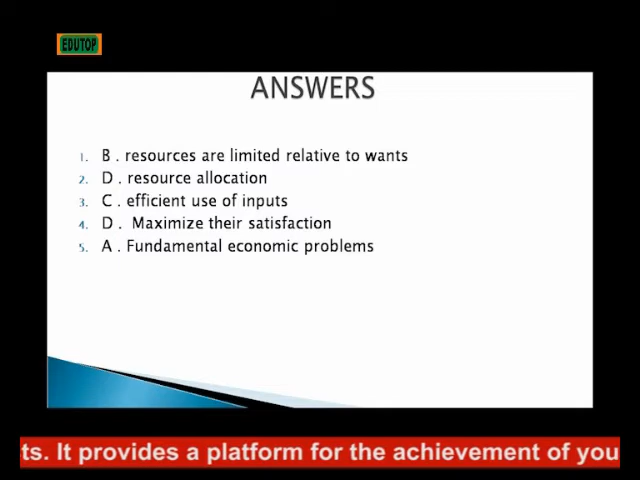 EDUTOP
ANSWERS
1. B . resources are limited relative to wants
2. D . resource allocation
3. C . efficient use of inputs
4. D .  Maximize their satisfaction
5. A . Fundamental economic problems
ts. It provides a platform for the achievement of you